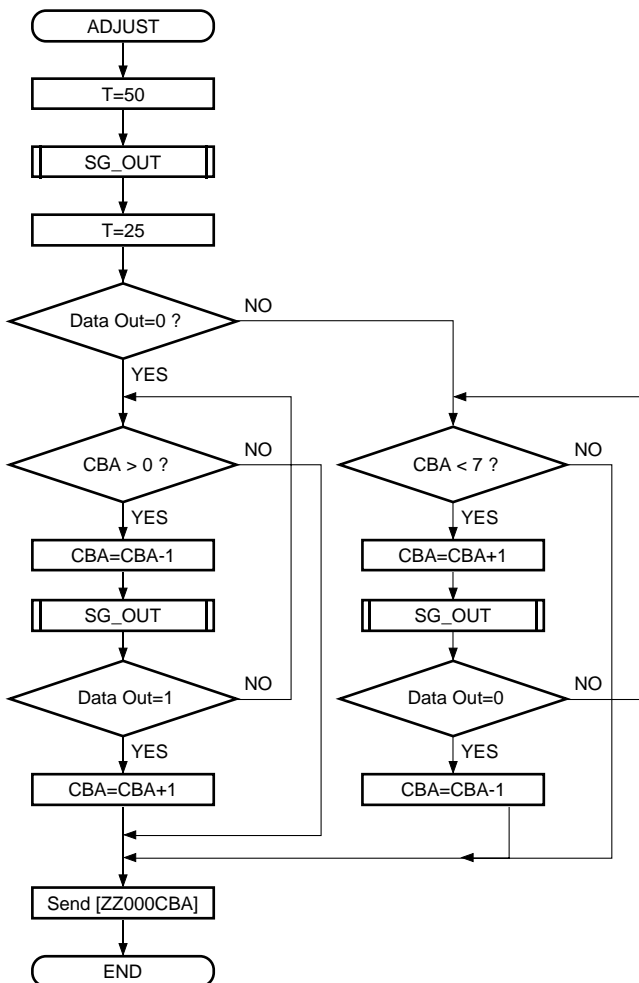 ADJUST
T=50
SG_OUT
T=25
Data Out=0 ?
NO
YES
CBA > 0 ?
NO
YES
CBA=CBA-1
SG_OUT
Data Out=1
NO
YES
CBA=CBA+1
CBA < 7 ?
NO
YES
CBA=CBA+1
SG_OUT
Data Out=0
NO
YES
CBA=CBA-1
Send [ZZ000CBA]
END